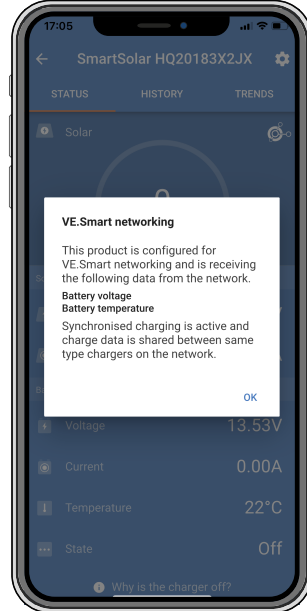 17:05
SmartSolar HQ20183X2JX
STATUS HISTORY TRENDS
Solar
VE.Smart networking
This product is configured for
VE.Smart networking and is receiving
the following data from the network.
Battery voltage
Battery temperature
Synchronised charging is active and
charge data is shared between same
type chargers on the network.
OK
Voltage 13.53V
Current 0.00A
Temperature 22°C
State Off
Why is the charger off?